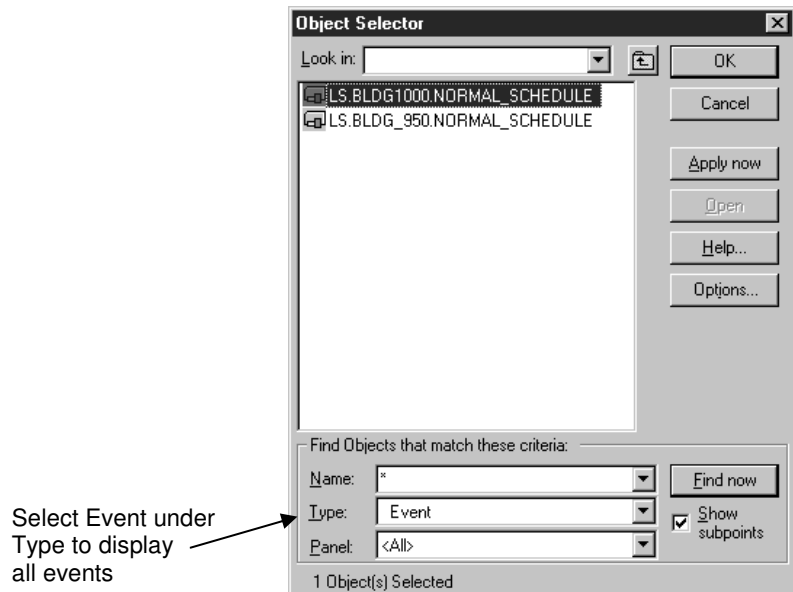 Object Selector
Look in:
OK
LS.BLDG1000.NORMAL_SCHEDULE
LS.BLDG_950.NORMAL_SCHEDULE
Cancel
Apply now
Open
Help...
Options...
Find Objects that match these criteria:
Name: *
Find now
Type: Event
Show subpoints
Panel: <All>
1 Object(s) Selected
Select Event under
Type to display
all events